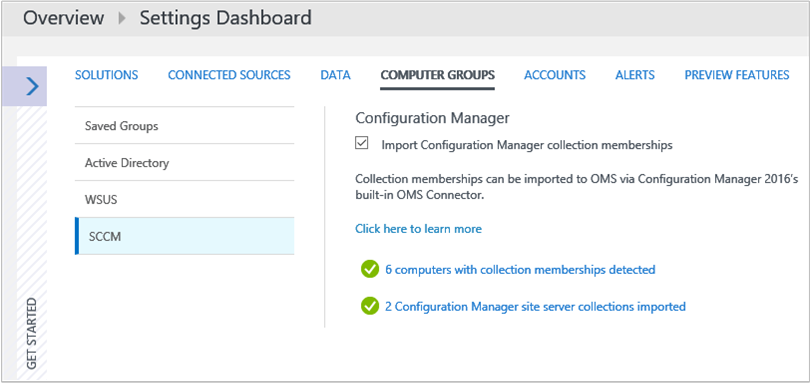 Overview Settings Dashboard
SOLUTIONS CONNECTED SOURCES DATA COMPUTER GROUPS ACCOUNTS ALERTS PREVIEW FEATURES
Saved Groups
Active Directory
WSUS
SCCM
Configuration Manager
Import Configuration Manager collection memberships
Collection memberships can be imported to OMS via Configuration Manager 2016's
built-in OMS Connector.
Click here to learn more
6 computers with collection memberships detected
2 Configuration Manager site server collections imported
GET STARTED